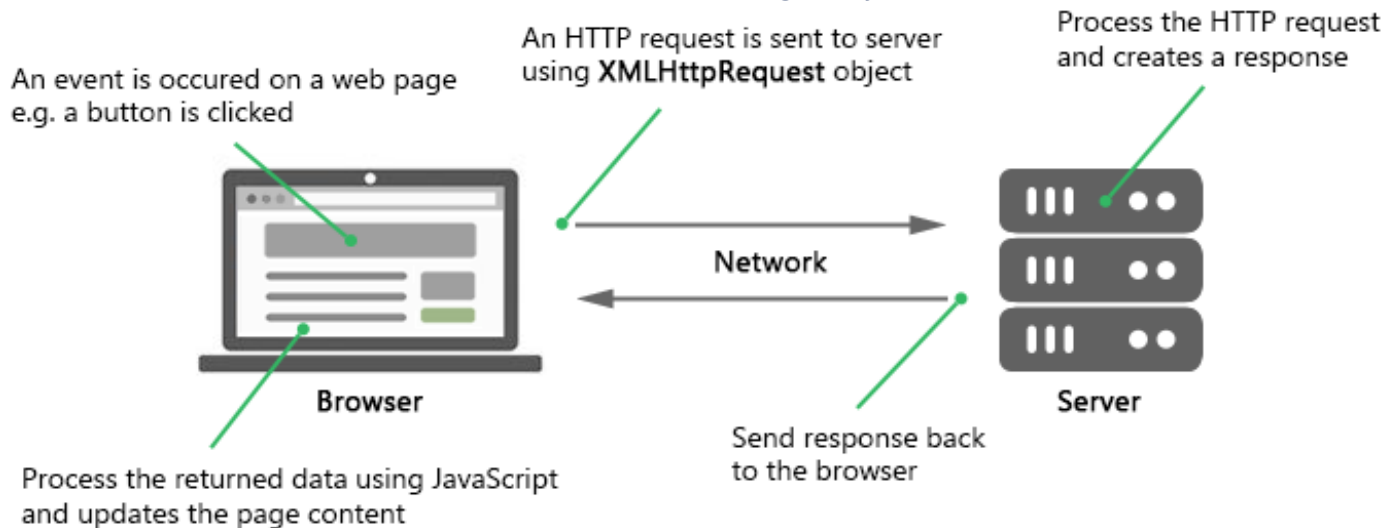 An event is occured on a web page
e.g. a button is clicked
An HTTP request is sent to server
using XMLHttpRequest object
Process the HTTP request
and creates a response
Network
Browser
Server
Send response back
to the browser
Process the returned data using JavaScript
and updates the page content